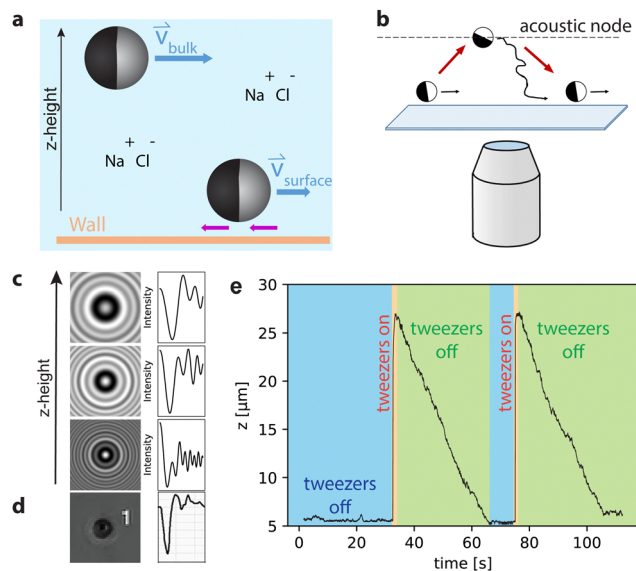 a
z-height
v bulk
+ -
Na Cl
+ -
Na Cl
v surface
Wall
b
acoustic node
c
z-height
Intensity
Intensity
Intensity
d
1
e
z [μm]
30
25
20
15
10
5
tweezers off
tweezers on
tweezers off
tweezers on
tweezers off
0 20 40 60 80 100
time [s]